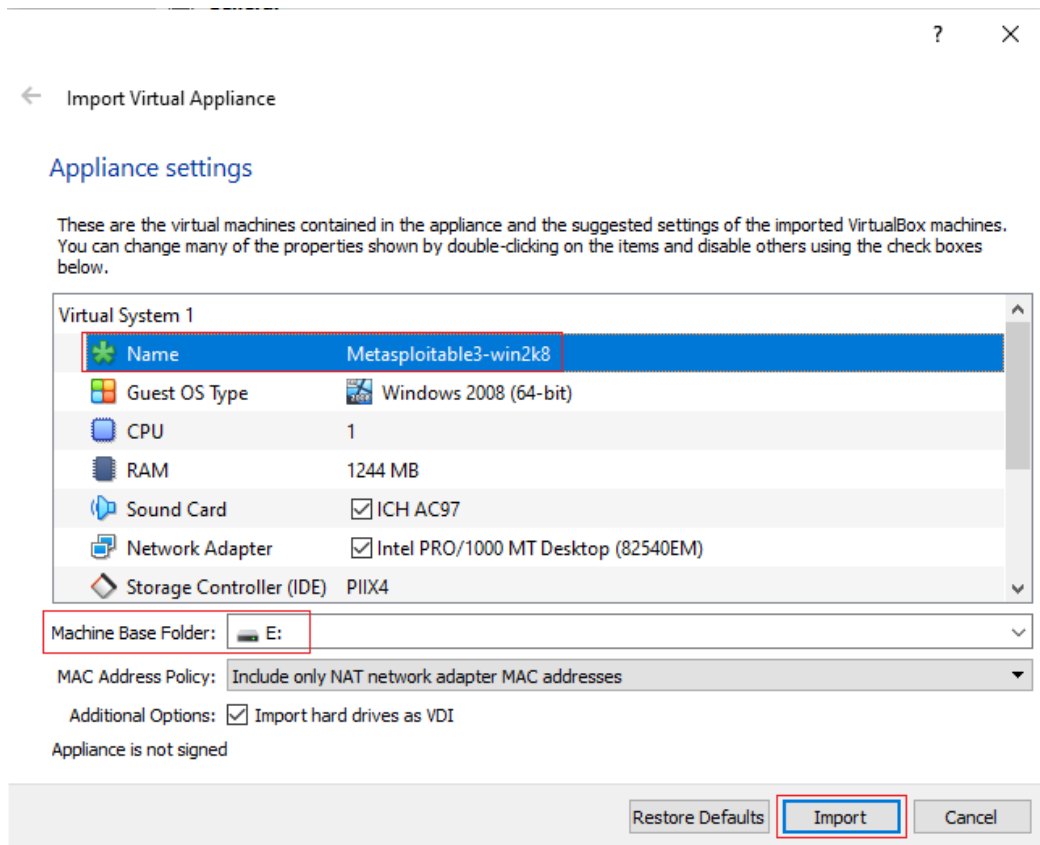 ?
Import Virtual Appliance
Appliance settings
These are the virtual machines contained in the appliance and the suggested settings of the imported VirtualBox machines.
You can change many of the properties shown by double-clicking on the items and disable others using the check boxes
below.
Virtual System 1
Name Metasploitable3-win2k8
Guest OS Type 2008 Windows 2008 (64-bit)
CPU 1
RAM 1244 MB
Sound Card ICH AC97
Network Adapter Intel PRO/1000 MT Desktop (82540EM)
Storage Controller (IDE) PIIX4
Machine Base Folder: E:
MAC Address Policy: Include only NAT network adapter MAC addresses
Additional Options: Import hard drives as VDI
Appliance is not signed
Restore Defaults Import Cancel